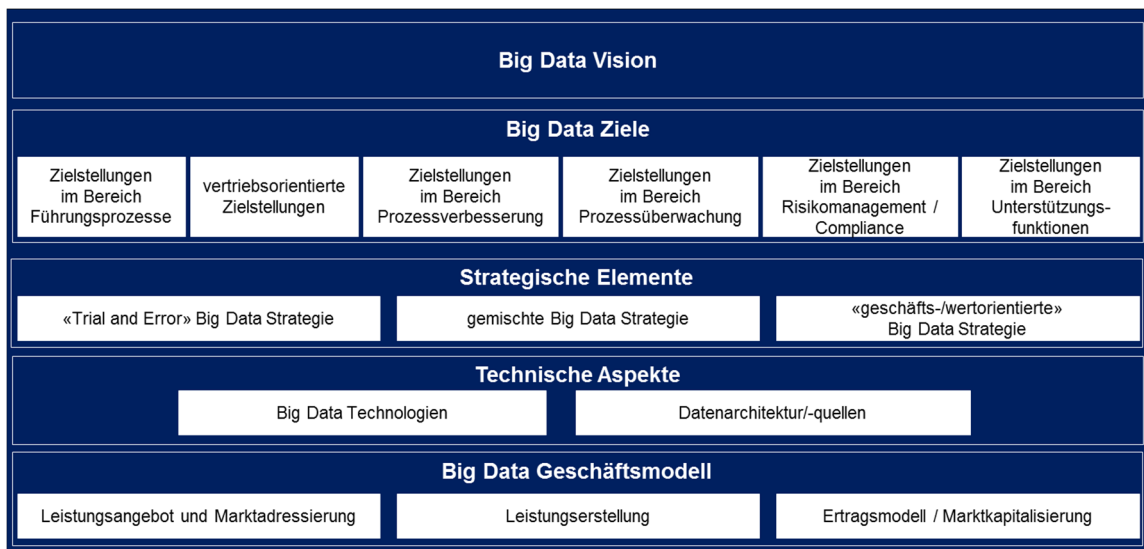 Big Data Vision
Big Data Ziele
Zielstellungen
im Bereich
Führungsprozesse
vertriebsorientierte
Zielstellungen
Zielstellungen
im Bereich
Prozessverbesserung
Zielstellungen
im Bereich
Prozessüberwachung
Zielstellungen
im Bereich
Risikomanagement /
Compliance
Zielstellungen
im Bereich
Unterstützungs-
funktionen
Strategische Elemente
«Trial and Error» Big Data Strategie
gemischte Big Data Strategie
«geschäfts-/wertorientierte»
Big Data Strategie
Technische Aspekte
Big Data Technologien
Datenarchitektur/-quellen
Big Data Geschäftsmodell
Leistungsangebot und Marktadressierung
Leistungserstellung
Ertragsmodell / Marktkapitalisierung